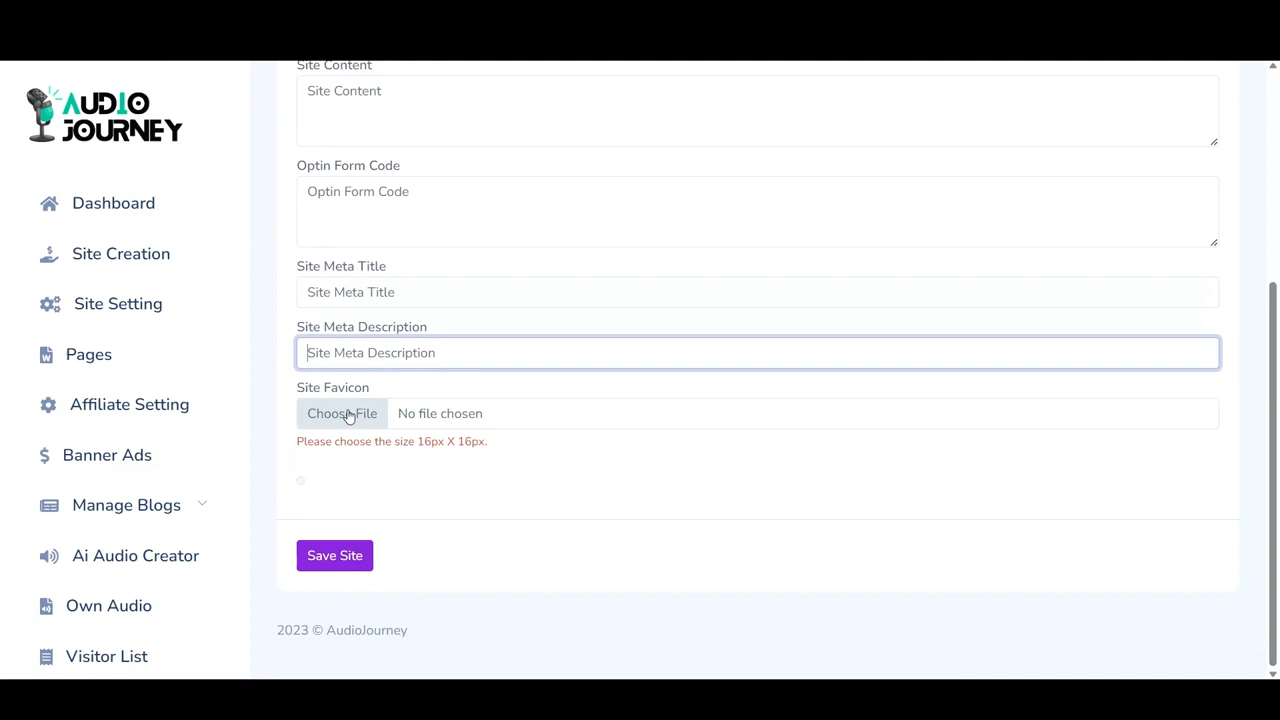 AUDIO
JOURNEY
Dashboard
Site Creation
Site Setting
Pages
Affiliate Setting
Banner Ads
Manage Blogs
Ai Audio Creator
Own Audio
Visitor List
Site Content
Site Content
Optin Form Code
Optin Form Code
Site Meta Title
Site Meta Title
Site Meta Description
Site Meta Description
Site Favicon
Choose File No file chosen
Please choose the size 16px X 16px.
Save Site
2023 © AudioJourney